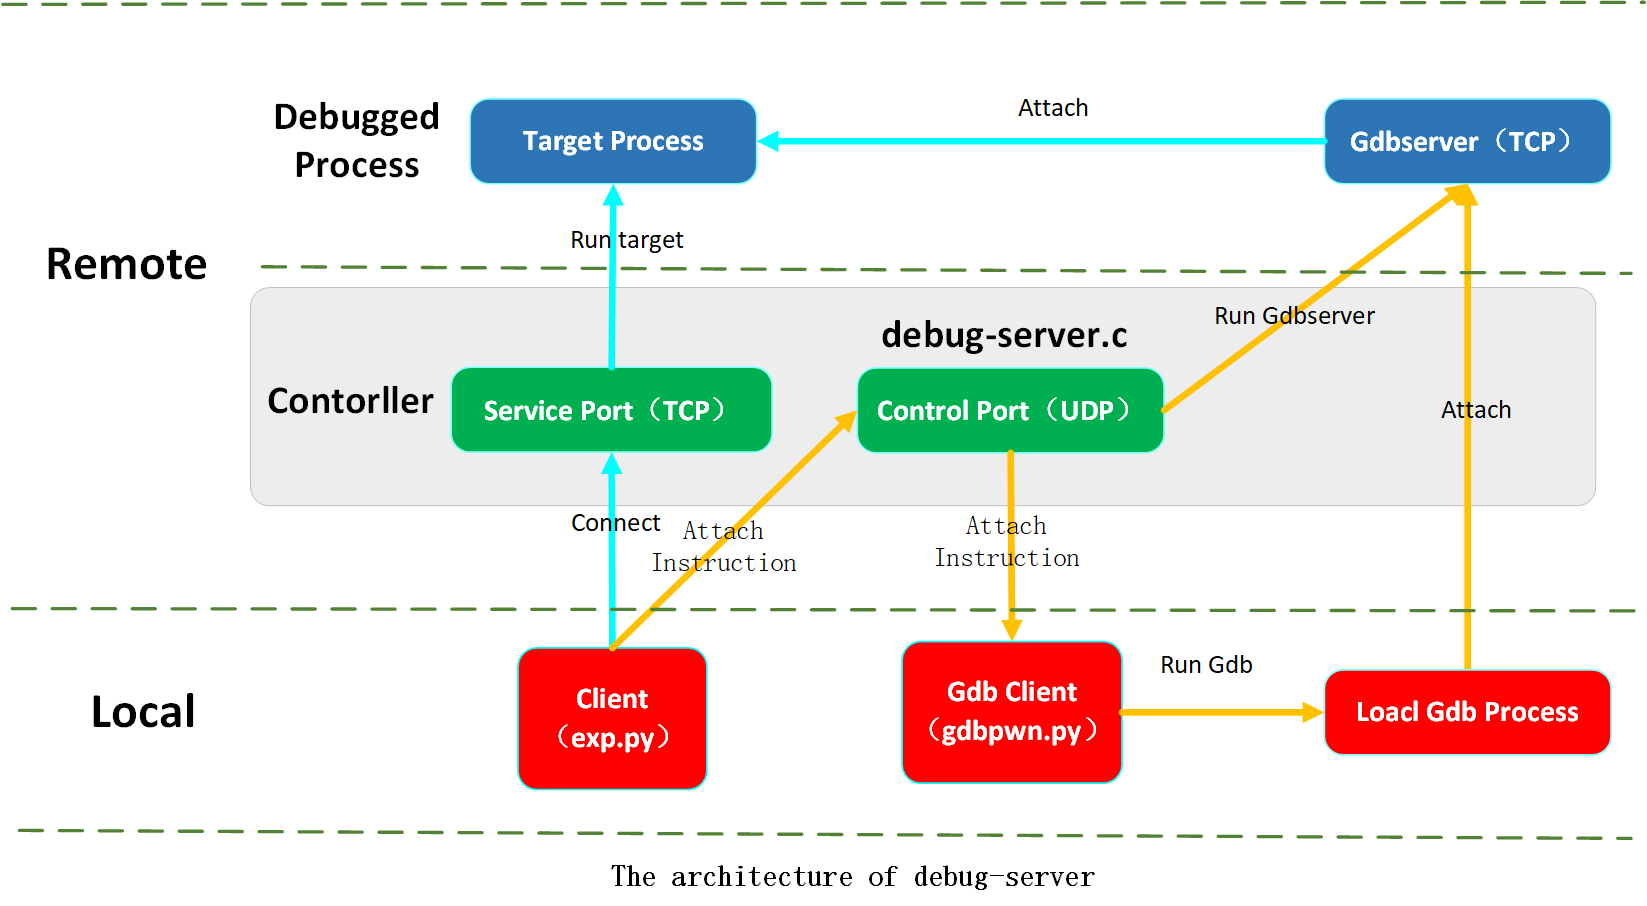 Debugged
Process
Target Process
Attach
Gdbserver（TCP）
Run target
Remote
debug-server.c
Run Gdbserver
Contorller
Service Port（TCP）
Control Port（UDP）
Attach
Connect
Attach
Instruction
Attach
Instruction
Local
Client
（exp.py）
Gdb Client
（gdbpwn.py）
Run Gdb
Loacl Gdb Process
The architecture of debug-server